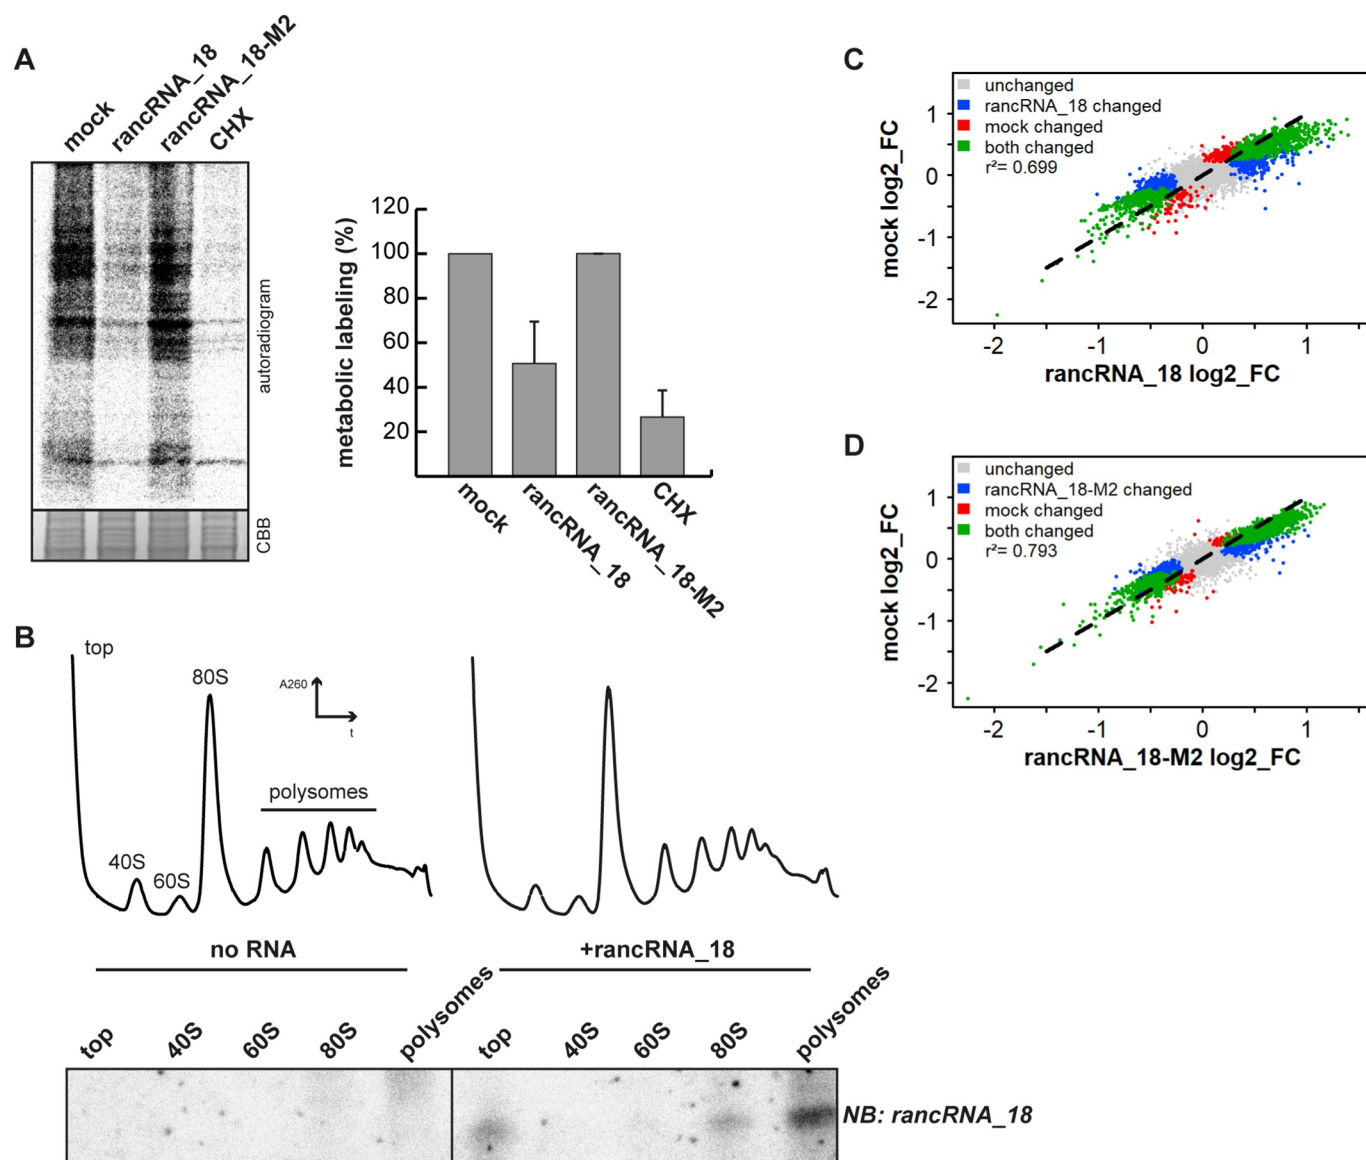 A
mock
rancRNA_18
rancRNA_18-M2
CHX
autoradiogram
CBB
metabolic labeling (%)
120
100
80
60
40
20
mock
rancRNA_18
rancRNA_18-M2
CHX
B
top
40S
60S
80S
A260
t
polysomes
no RNA
+rancRNA_18
top
40S
60S
80S
polysomes
top
40S
60S
80S
polysomes
NB: rancRNA_18
C
unchanged
rancRNA_18 changed
mock changed
both changed
r²= 0.699
mock log2_FC
1
0
-1
-2
-2
-1
0
1
rancRNA_18 log2_FC
D
unchanged
rancRNA_18-M2 changed
mock changed
both changed
r²= 0.793
mock log2_FC
1
0
-1
-2
-2
-1
0
1
rancRNA_18-M2 log2_FC